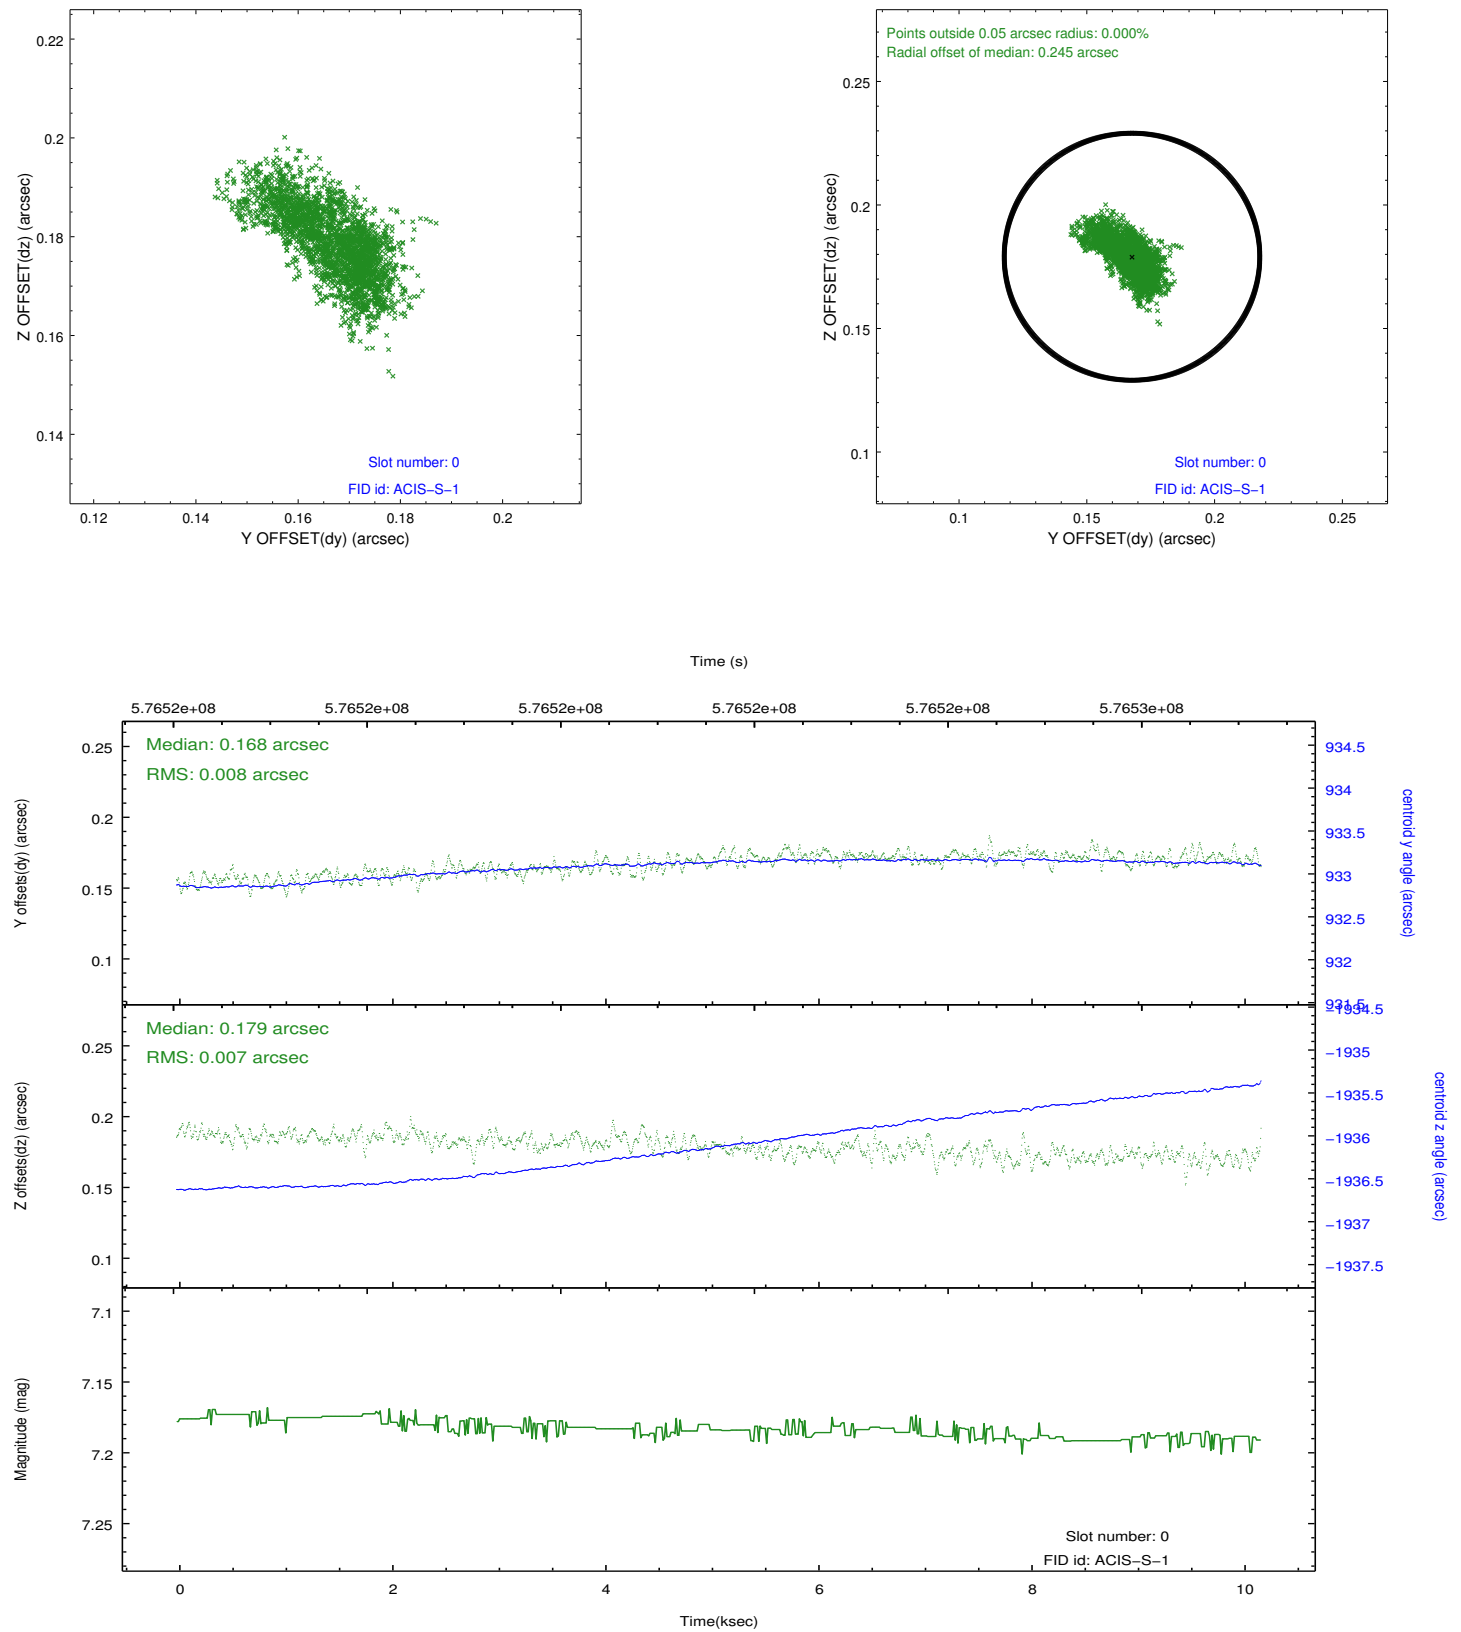 0.22
0.2
0.18
0.16
0.14
Z OFFSET(dz) (arcsec)
Slot number: 0
FID id: ACIS−S−1
0.12 0.14 0.16 0.18 0.2
Y OFFSET(dy) (arcsec)
Points outside 0.05 arcsec radius: 0.000%
Radial offset of median: 0.245 arcsec
0.25
0.2
0.15
0.1
Z OFFSET(dz) (arcsec)
Slot number: 0
FID id: ACIS−S−1
0.1 0.15 0.2 0.25
Y OFFSET(dy) (arcsec)
Time (s)
5.7652e+08 5.7652e+08 5.7652e+08 5.7652e+08 5.7652e+08 5.7653e+08
Median: 0.168 arcsec
RMS: 0.008 arcsec
0.25
0.2
0.15
0.1
Y offsets(dy) (arcsec)
934.5
934
933.5
933
932.5
932
931.5
centroid y angle (arcsec)
Median: 0.179 arcsec
RMS: 0.007 arcsec
0.25
0.2
0.15
0.1
Z offsets(dz) (arcsec)
−1934.5
−1935
−1935.5
−1936
−1936.5
−1937
−1937.5
centroid z angle (arcsec)
7.1
7.15
7.2
7.25
Magnitude (mag)
Slot number: 0
FID id: ACIS−S−1
0 2 4 6 8 10
Time(ksec)